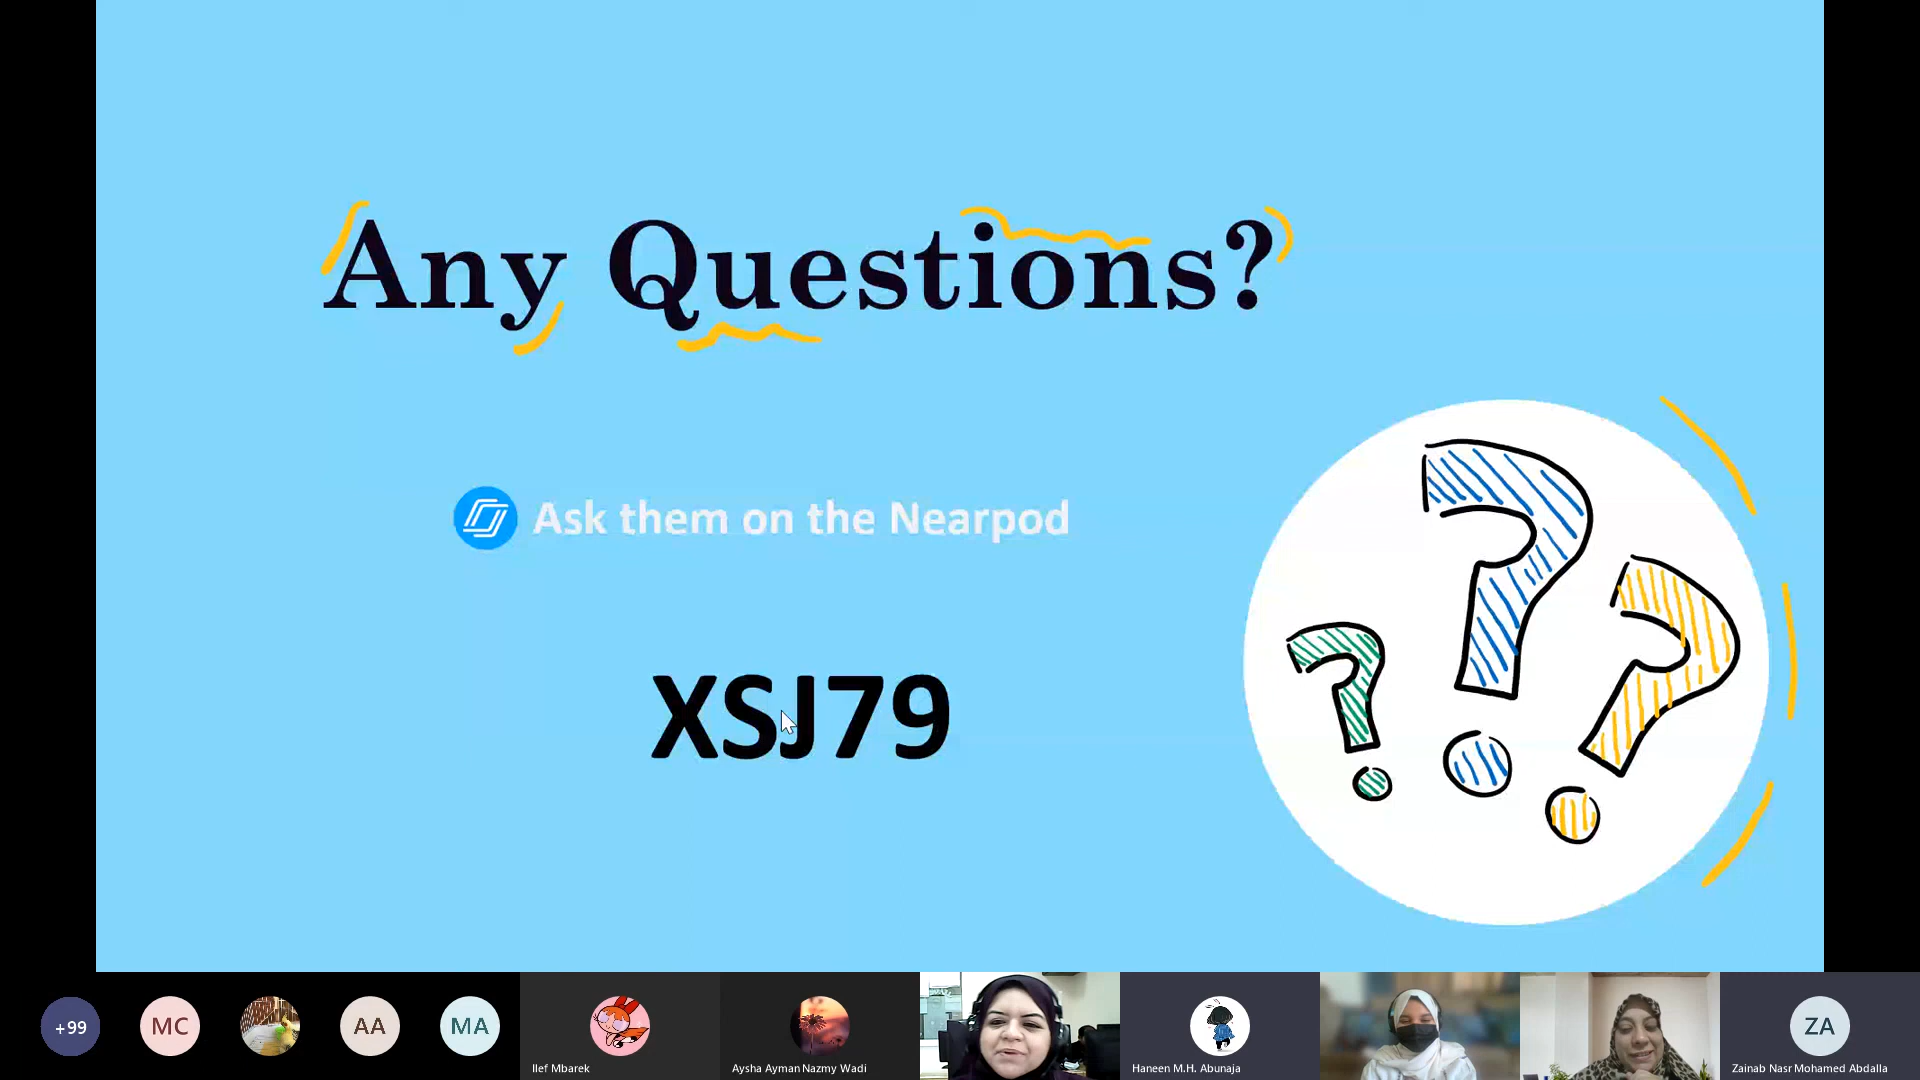 Any Questions?
Ask them on the Nearpod
XSJ79
+99
MC
AA
MA
Ilef Mbarek
Aysha Ayman Nazmy Wadi
Haneen M.H. Abunaja
ZA
Zainab Nasr Mohamed Abdalla